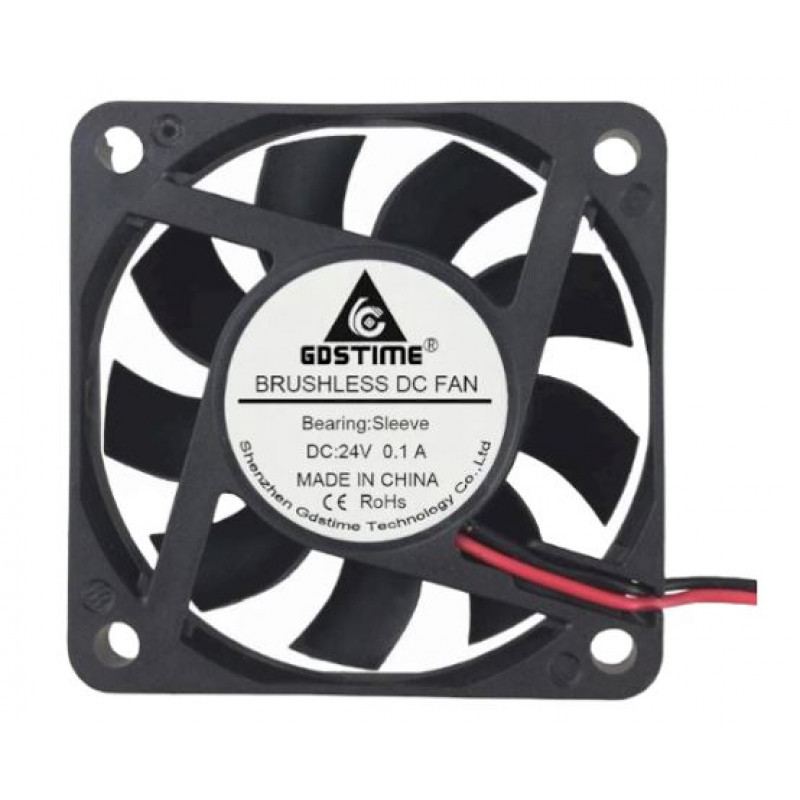 GDSTIME®
BRUSHLESS DC FAN
Bearing:Sleeve
DC:24V 0.1 A
MADE IN CHINA
CE RoHs
Shenzhen Gdstime Technology Co.,Ltd